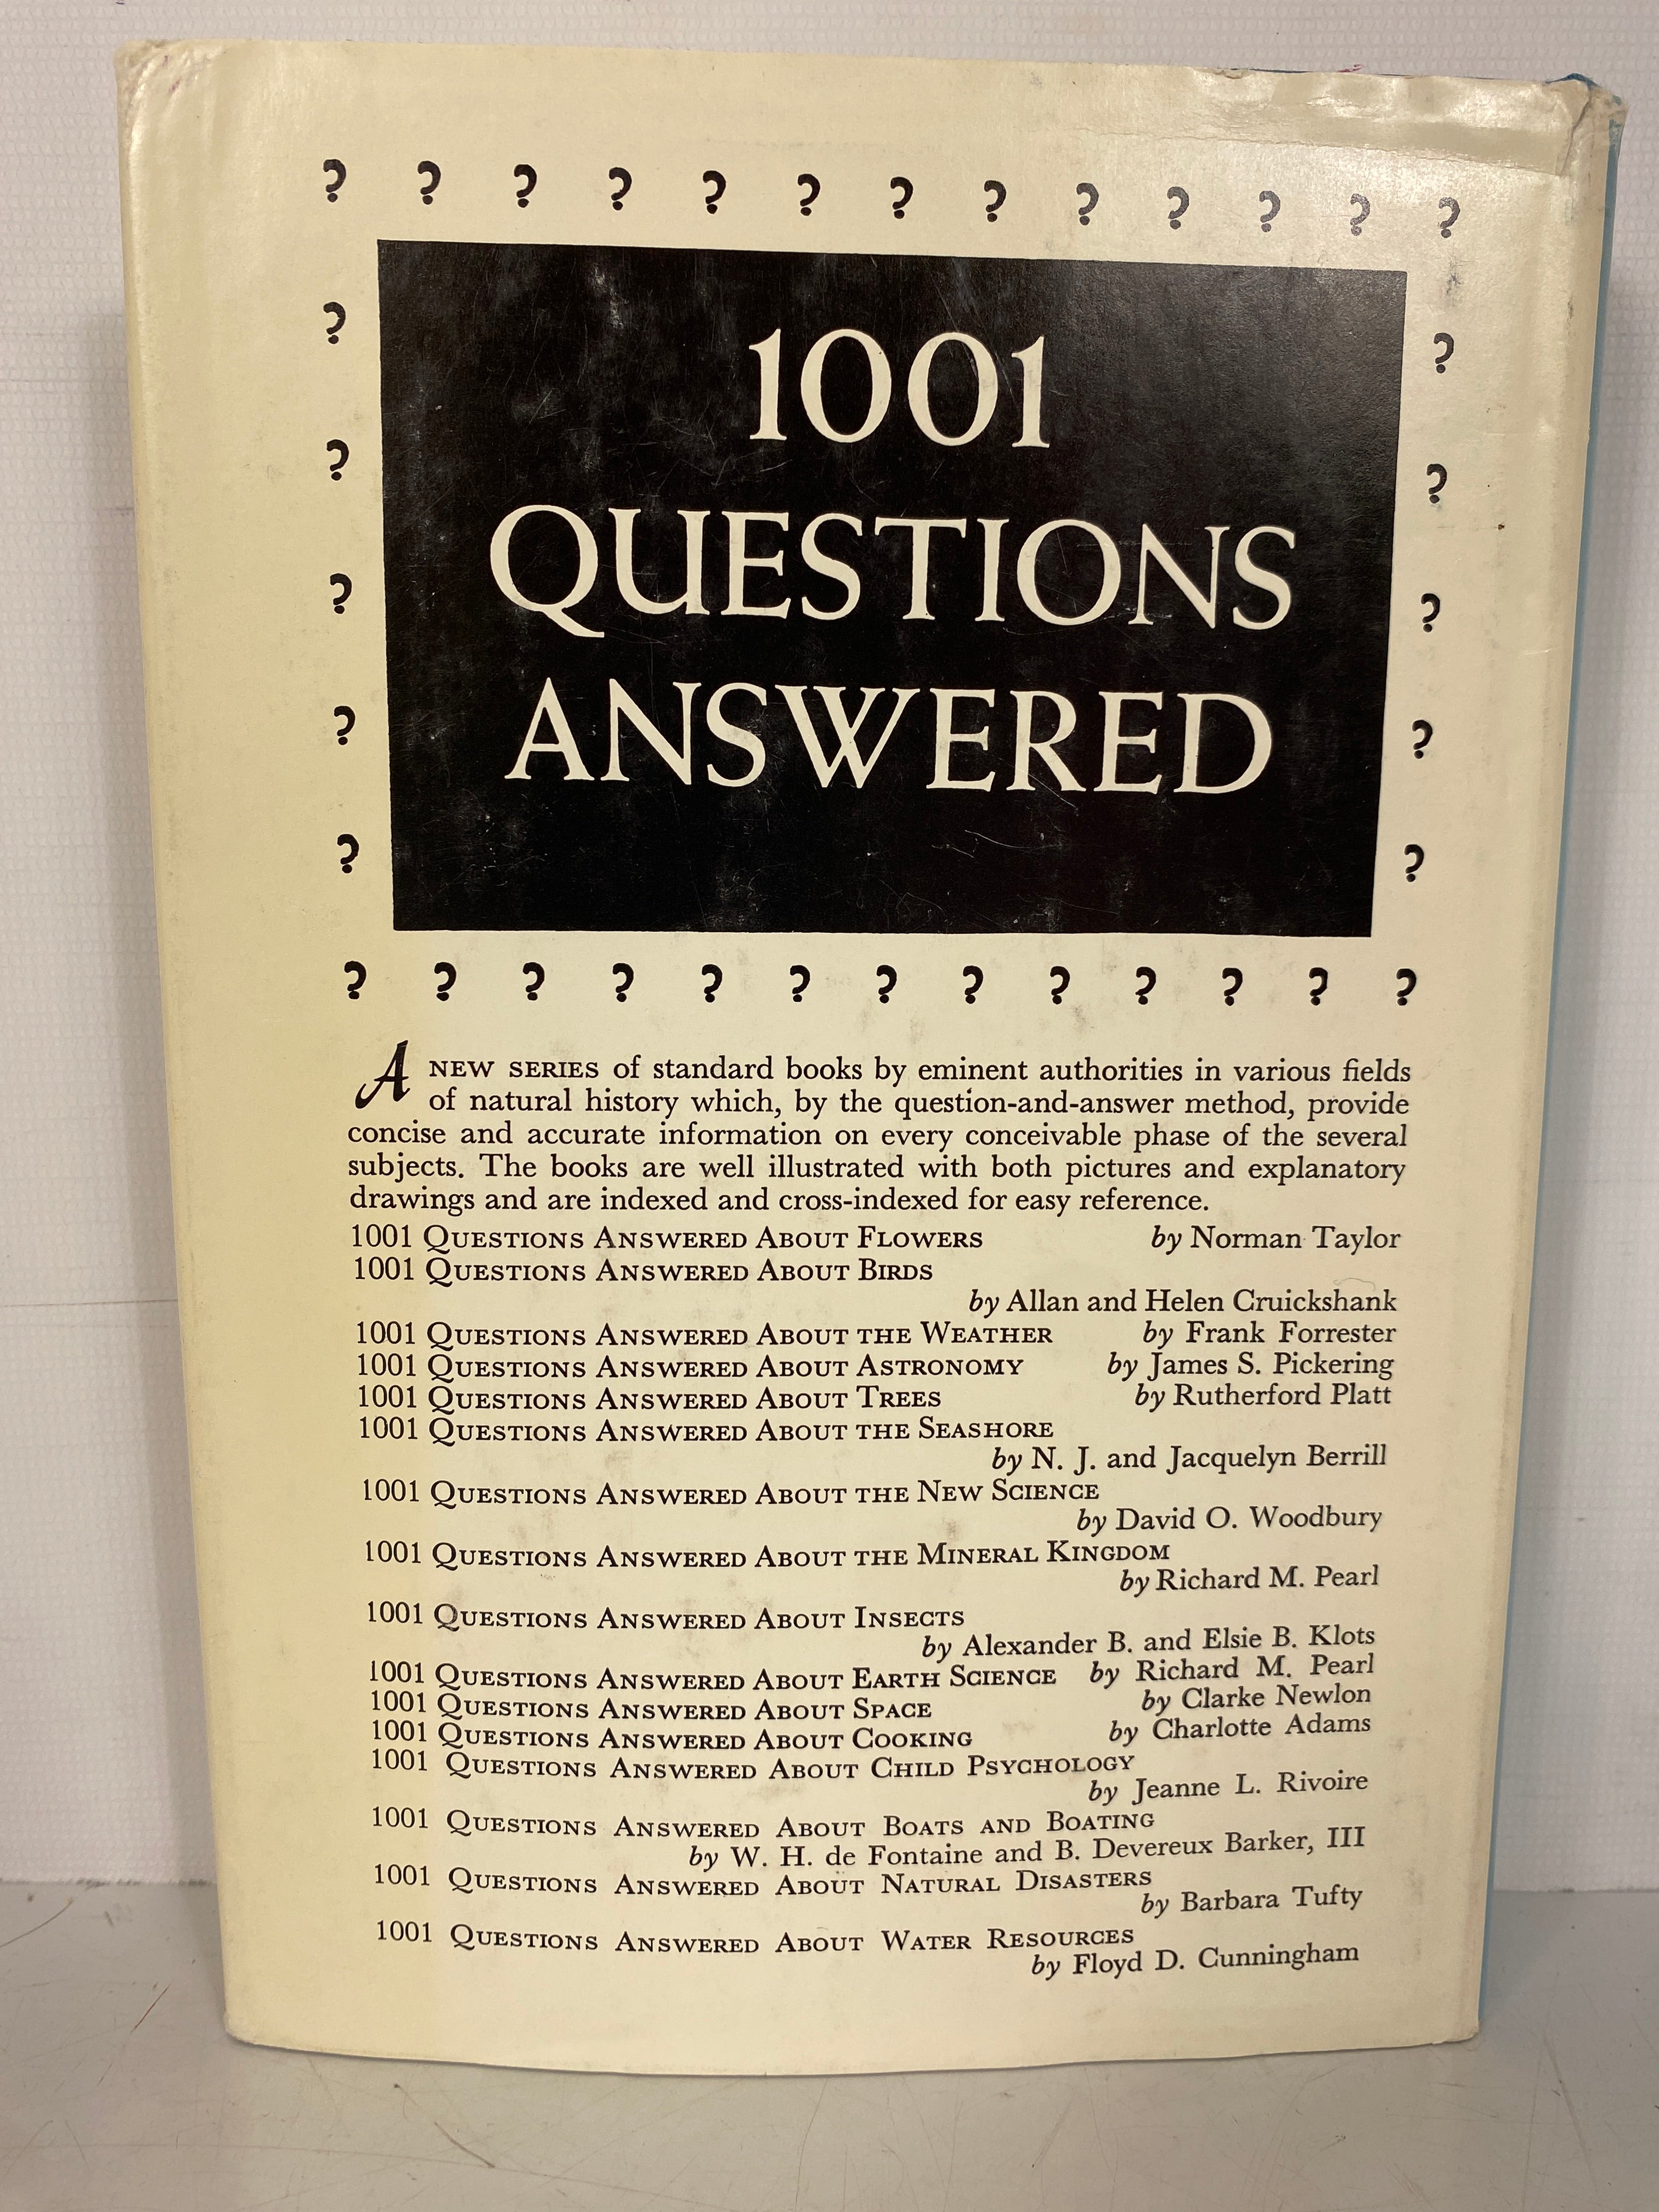 ? ? ? ? ? ? ? ? ? ? ? ? ?
? ?
1001
? ?
QUESTIONS
? ?
ANSWERED
? ?
? ?
? ? ? ? ? ? ? ? ? ? ? ? ?
A NEW SERIES of standard books by eminent authorities in various fields
of natural history which, by the question-and-answer method, provide
concise and accurate information on every conceivable phase of the several
subjects. The books are well illustrated with both pictures and explanatory
drawings and are indexed and cross-indexed for easy reference.
1001 QUESTIONS ANSWERED ABOUT FLOWERS by Norman Taylor
1001 QUESTIONS ANSWERED ABOUT BIRDS
by Allan and Helen Cruickshank
1001 QUESTIONS ANSWERED ABOUT THE WEATHER by Frank Forrester
1001 QUESTIONS ANSWERED ABOUT ASTRONOMY by James S. Pickering
1001 QUESTIONS ANSWERED ABOUT TREES by Rutherford Platt
1001 QUESTIONS ANSWERED ABOUT THE SEASHORE
by N. J. and Jacquelyn Berrill
1001 QUESTIONS ANSWERED ABOUT THE NEW SCIENCE
by David O. Woodbury
1001 QUESTIONS ANSWERED ABOUT THE MINERAL KINGDOM
by Richard M. Pearl
1001 QUESTIONS ANSWERED ABOUT INSECTS
by Alexander B. and Elsie B. Klots
1001 QUESTIONS ANSWERED ABOUT EARTH SCIENCE by Richard M. Pearl
1001 QUESTIONS ANSWERED ABOUT SPACE by Clarke Newlon
1001 QUESTIONS ANSWERED ABOUT COOKING by Charlotte Adams
1001 QUESTIONS ANSWERED ABOUT CHILD PSYCHOLOGY
by Jeanne L. Rivoire
1001 QUESTIONS ANSWERED ABOUT BOATS AND BOATING
by W. H. de Fontaine and B. Devereux Barker, III
1001 QUESTIONS ANSWERED ABOUT NATURAL DISASTERS
by Barbara Tufty
1001 QUESTIONS ANSWERED ABOUT WATER RESOURCES
by Floyd D. Cunningham